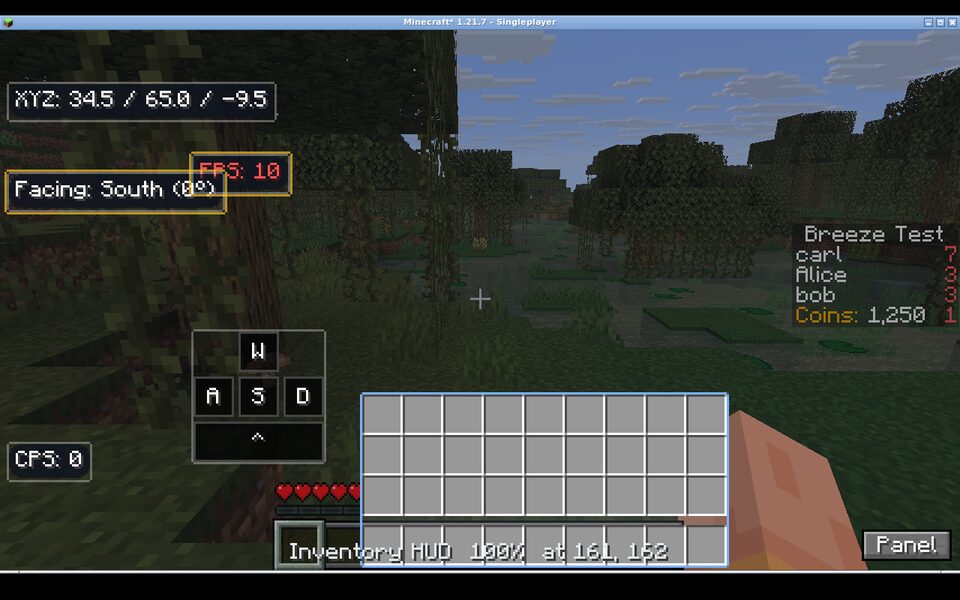 Minecraft* 1.21.7 - Singleplayer
XYZ: 34.5 / 65.0 / -9.5
FPS: 10
Facing: South (0°)
Breeze Test
carl 7
Alice 3
bob 3
Coins: 1,250 1
W
A S D
^
CPS: 0
Inventory HUD 100% at 161, 162
Panel